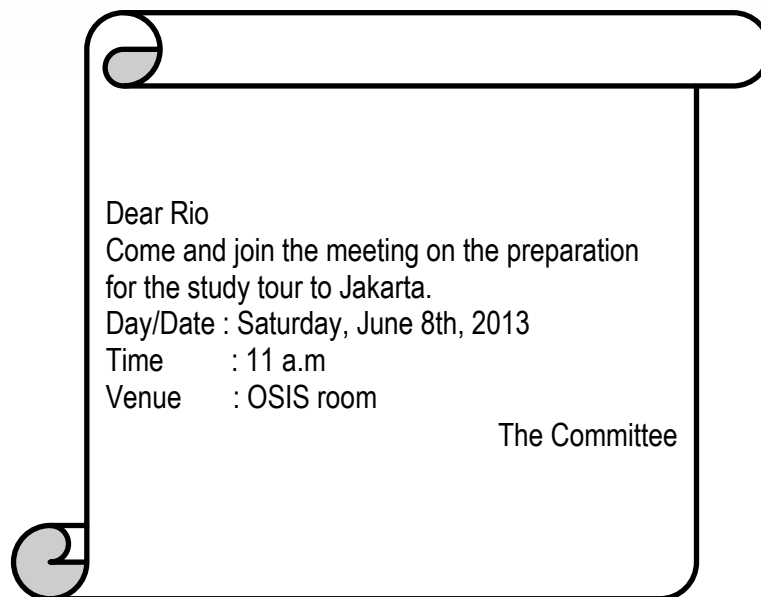 Dear Rio
Come and join the meeting on the preparation
for the study tour to Jakarta.
Day/Date : Saturday, June 8th, 2013
Time : 11 a.m
Venue : OSIS room
The Committee